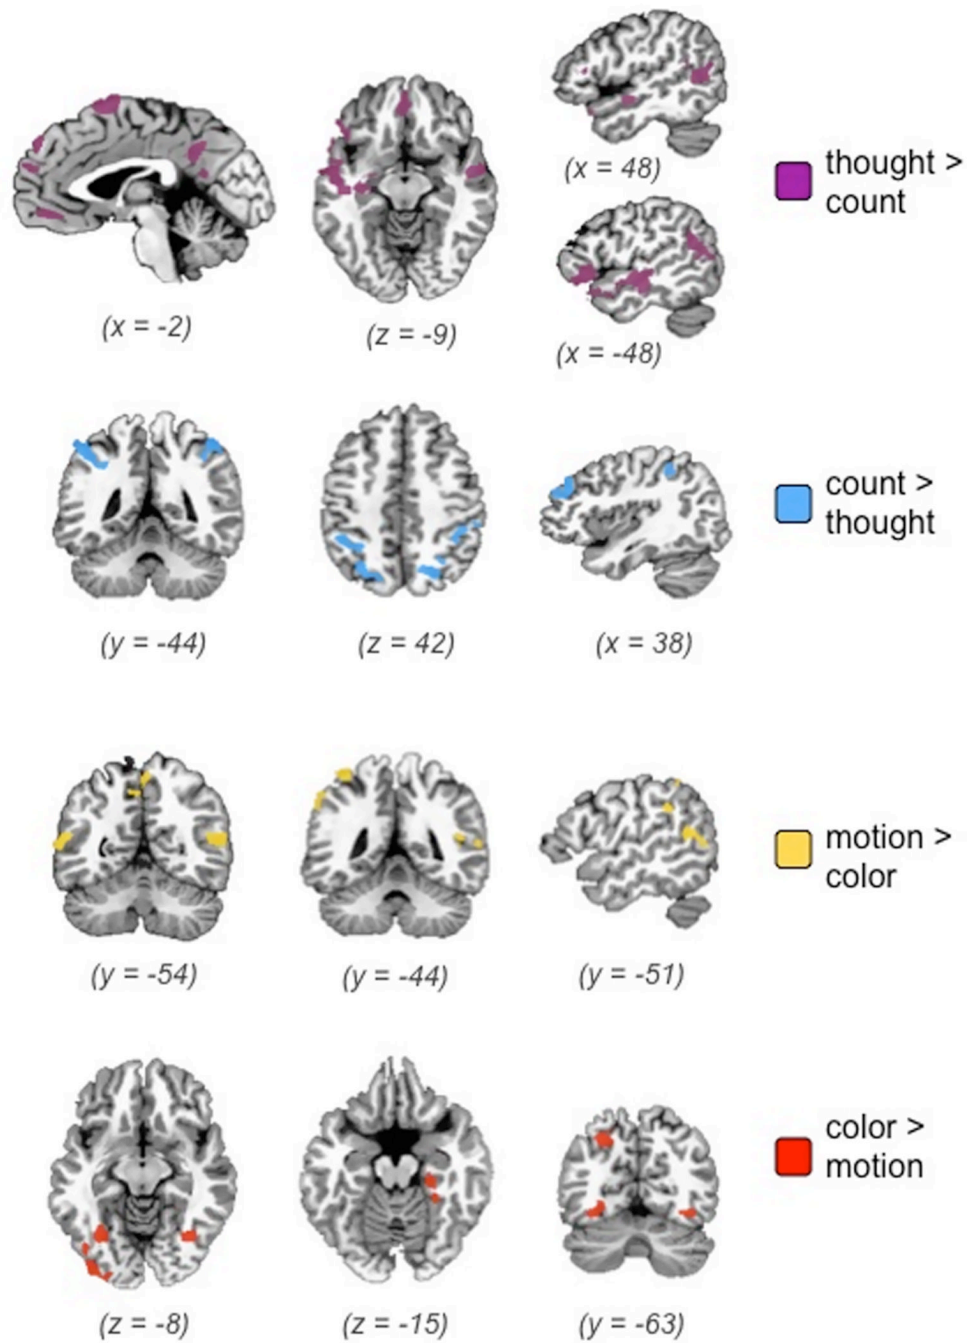 (x = 48)
thought >
count
(x = -2)
(z = -9)
(x = -48)
count >
thought
(y = -44)
(z = 42)
(x = 38)
motion >
color
(y = -54)
(y = -44)
(y = -51)
color >
motion
(z = -8)
(z = -15)
(y = -63)